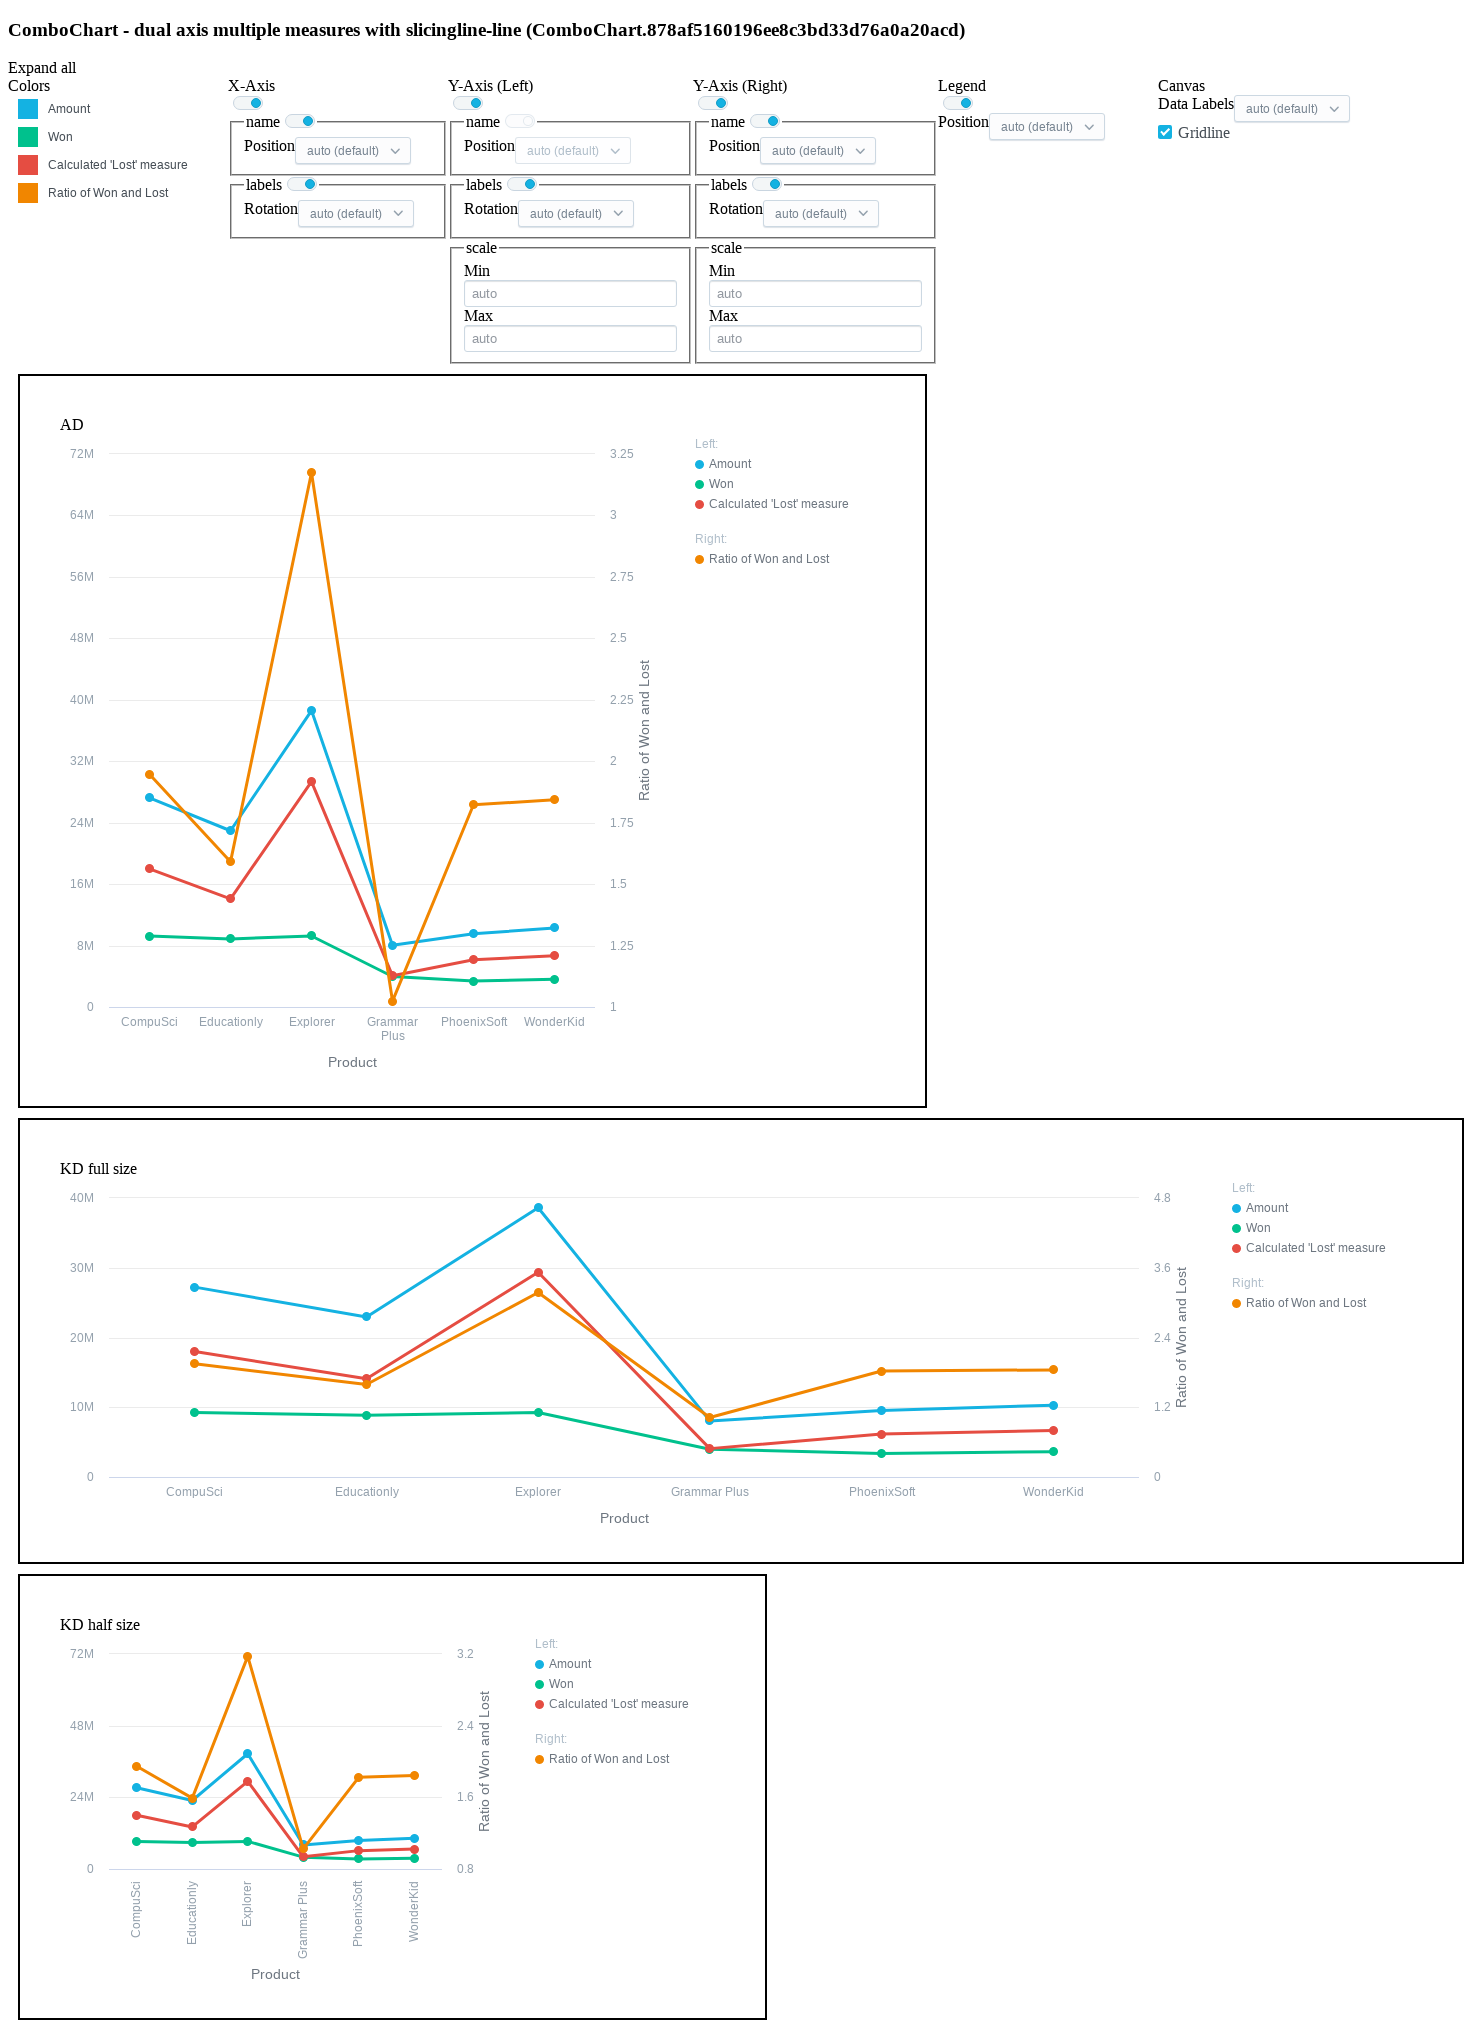 ComboChart - dual axis multiple measures with slicingline-line (ComboChart.878af5160196ee8c3bd33d76a0a20acd)
Expand all
Colors
Amount
Won
Calculated 'Lost' measure
Ratio of Won and Lost
X-Axis
name
Position auto (default)
labels
Rotation auto (default)
Y-Axis (Left)
name
Position auto (default)
labels
Rotation auto (default)
scale
Min
auto
Max
auto
Y-Axis (Right)
name
Position auto (default)
labels
Rotation auto (default)
scale
Min
auto
Max
auto
Legend
Position auto (default)
Canvas
Data Labels auto (default)
Gridline
AD
72M
64M
56M
48M
40M
32M
24M
16M
8M
0
3.25
3
2.75
2.5
2.25
2
1.75
1.5
1.25
1
Ratio of Won and Lost
CompuSci Educationly Explorer Grammar PhoenixSoft WonderKid
Plus
Product
Left:
Amount
Won
Calculated 'Lost' measure
Right:
Ratio of Won and Lost
KD full size
40M
30M
20M
10M
0
4.8
3.6
2.4
1.2
0
Ratio of Won and Lost
CompuSci Educationly Explorer Grammar Plus PhoenixSoft WonderKid
Product
Left:
Amount
Won
Calculated 'Lost' measure
Right:
Ratio of Won and Lost
KD half size
72M
48M
24M
0
3.2
2.4
1.6
0.8
Ratio of Won and Lost
CompuSci
Educationly
Explorer
Grammar Plus
PhoenixSoft
WonderKid
Product
Left:
Amount
Won
Calculated 'Lost' measure
Right:
Ratio of Won and Lost